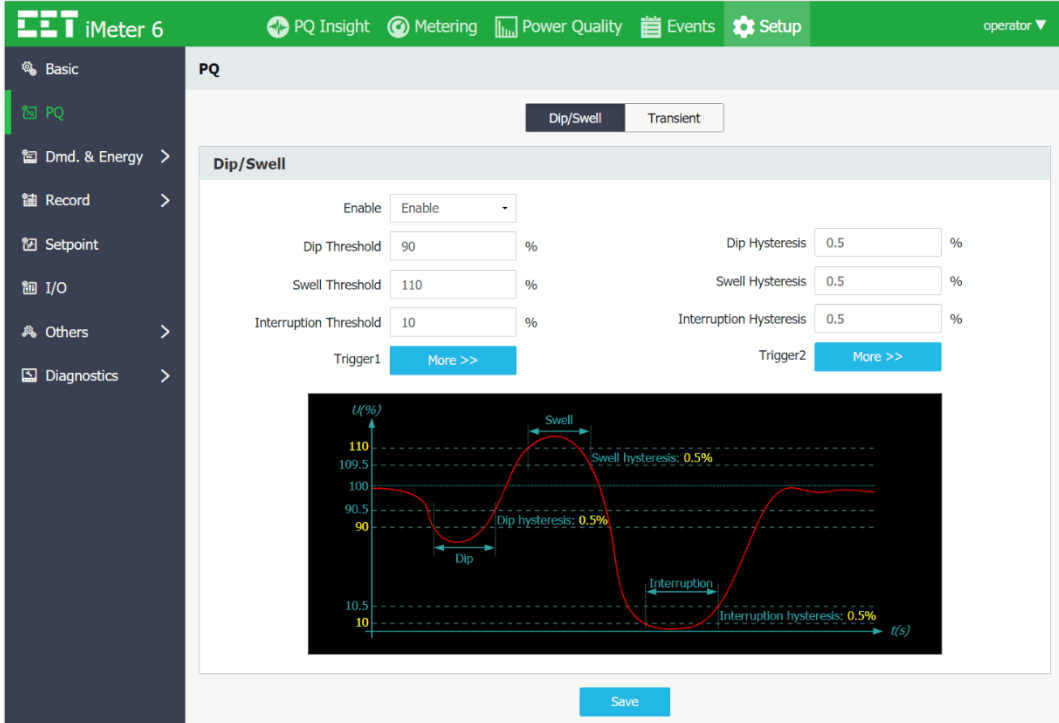 CET iMeter 6 PQ Insight Metering Power Quality Events Setup operator ▼
Basic
PQ
Dmd. & Energy >
Record >
Setpoint
I/O
Others >
Diagnostics >
PQ
Dip/Swell Transient
Dip/Swell
Enable Enable
Dip Threshold 90 % Dip Hysteresis 0.5 %
Swell Threshold 110 % Swell Hysteresis 0.5 %
Interruption Threshold 10 % Interruption Hysteresis 0.5 %
Trigger1 More >> Trigger2 More >>
U(%)
Swell
110
109.5 Swell hysteresis: 0.5%
100
90.5
90 Dip hysteresis: 0.5%
Dip
Interruption
10.5
10 Interruption hysteresis: 0.5%
t(s)
Save